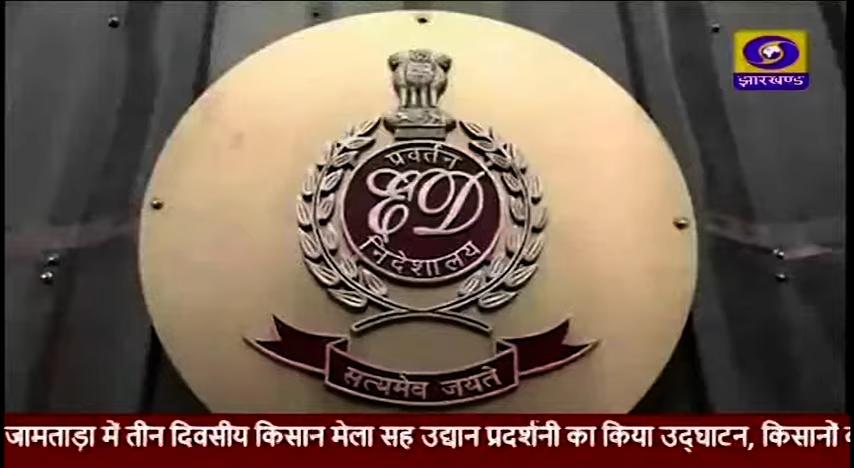 झारखण्ड
प्रवर्तन
ED
निदेशालय
सत्यमेव जयते
जामताड़ा में तीन दिवसीय किसान मेला सह उद्यान प्रदर्शनी का किया उद्घाटन, किसानों